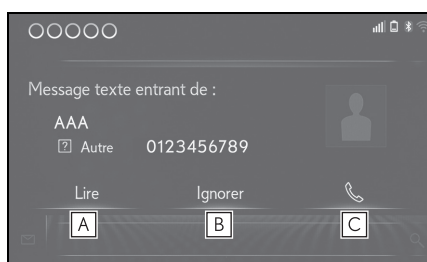 OOOOO
Message texte entrant de :
AAA
? Autre 0123456789
Lire Ignorer
A B C